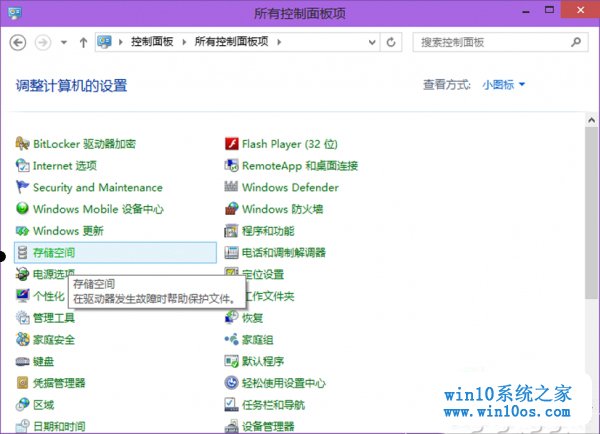 所有控制面板项
控制面板 所有控制面板项
搜索控制面板
调整计算机的设置
查看方式: 小图标
BitLocker 驱动器加密
Flash Player (32 位)
Internet 选项
RemoteApp 和桌面连接
Security and Maintenance
Windows Defender
Windows Mobile 设备中心
Windows 防火墙
Windows 更新
程序和功能
存储空间
电话和调制解调器
电源选项
定位设置
存储空间
在驱动器发生故障时帮助保护文件。
个性化
工作文件夹
管理工具
恢复
家庭安全
家庭组
键盘
默认程序
凭据管理器
轻松使用设置中心
区域
任务栏和导航
日期和时间
设备管理器
win10系统之家
www.win10os.com